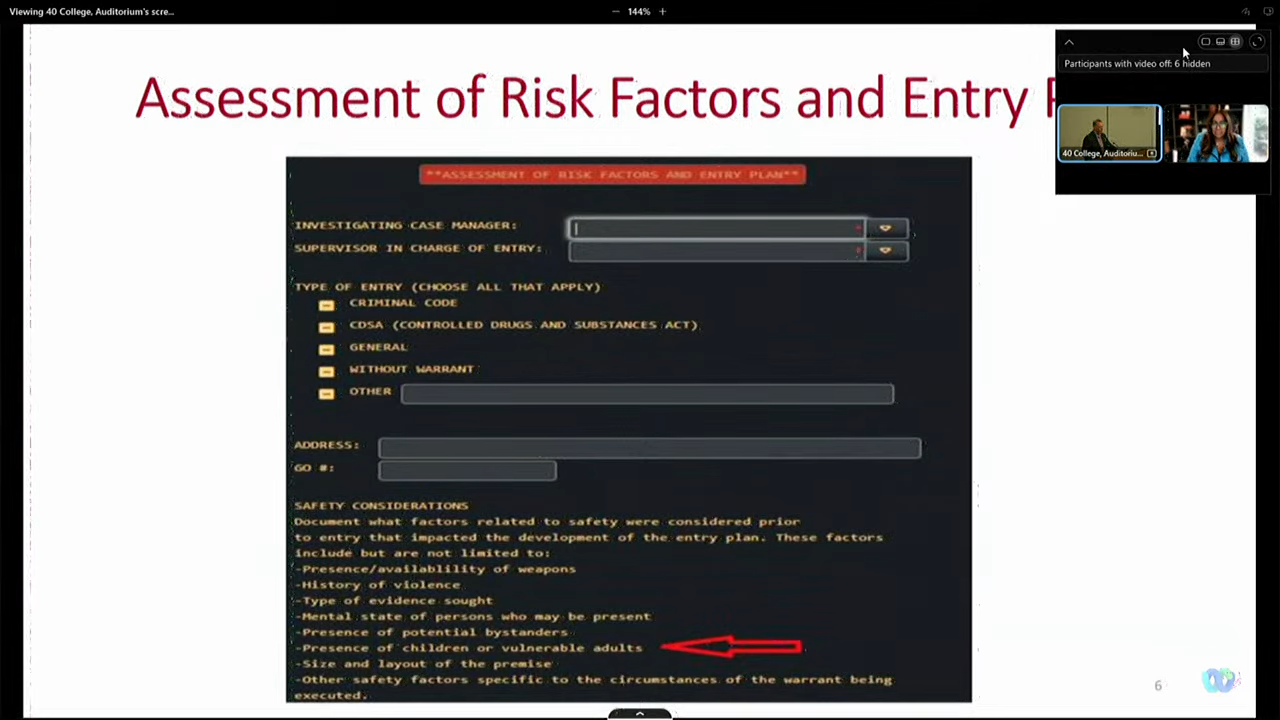 Viewing 40 College, Auditorium's scre...
144%
Participants with video off: 6 hidden
40 College, Auditoriu...
Assessment of Risk Factors and Entry
**ASSESSMENT OF RISK FACTORS AND ENTRY PLAN**
INVESTIGATING CASE MANAGER:
SUPERVISOR IN CHARGE OF ENTRY:
TYPE OF ENTRY (CHOOSE ALL THAT APPLY)
CRIMINAL CODE
CDSA (CONTROLLED DRUGS AND SUBSTANCES ACT)
GENERAL
WITHOUT WARRANT
OTHER
ADDRESS:
GO #:
SAFETY CONSIDERATIONS
Document what factors related to safety were considered prior
to entry that impacted the development of the entry plan. These factors
include but are not limited to:
-Presence/availablility of weapons
-History of violence
-Type of evidence sought
-Mental state of persons who may be present
-Presence of potential bystanders
-Presence of children or vulnerable adults
-Size and layout of the premise
-Other safety factors specific to the circumstances of the warrant being
executed.
6